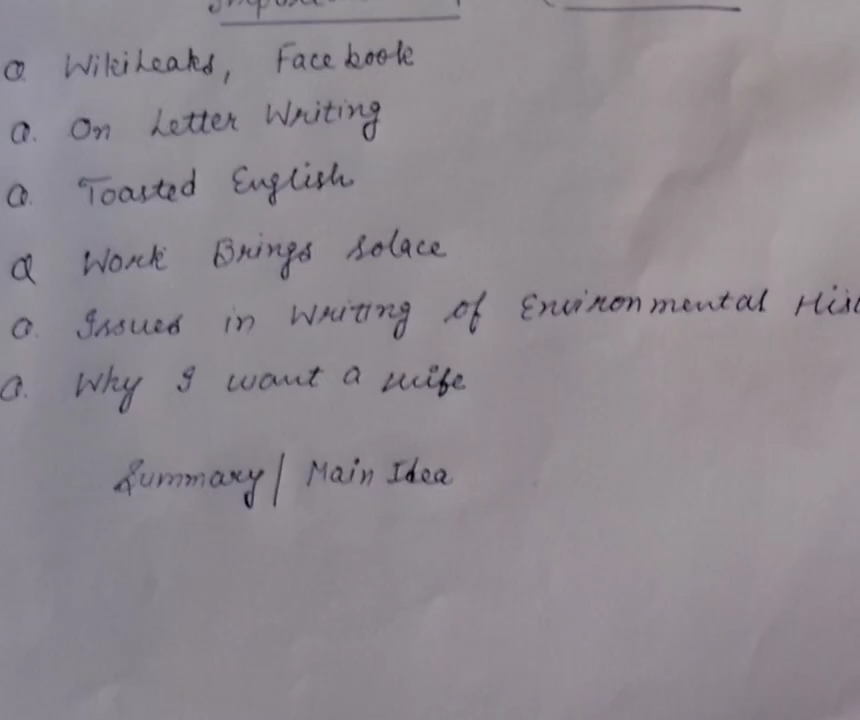 Q Wikileaks, Facebook
Q. On Letter Writing
Q. Toasted English
Q Work Brings Solace
Q. Issues in Writing of Environmental
Q. Why I want a wife
Summary/ Main Idea